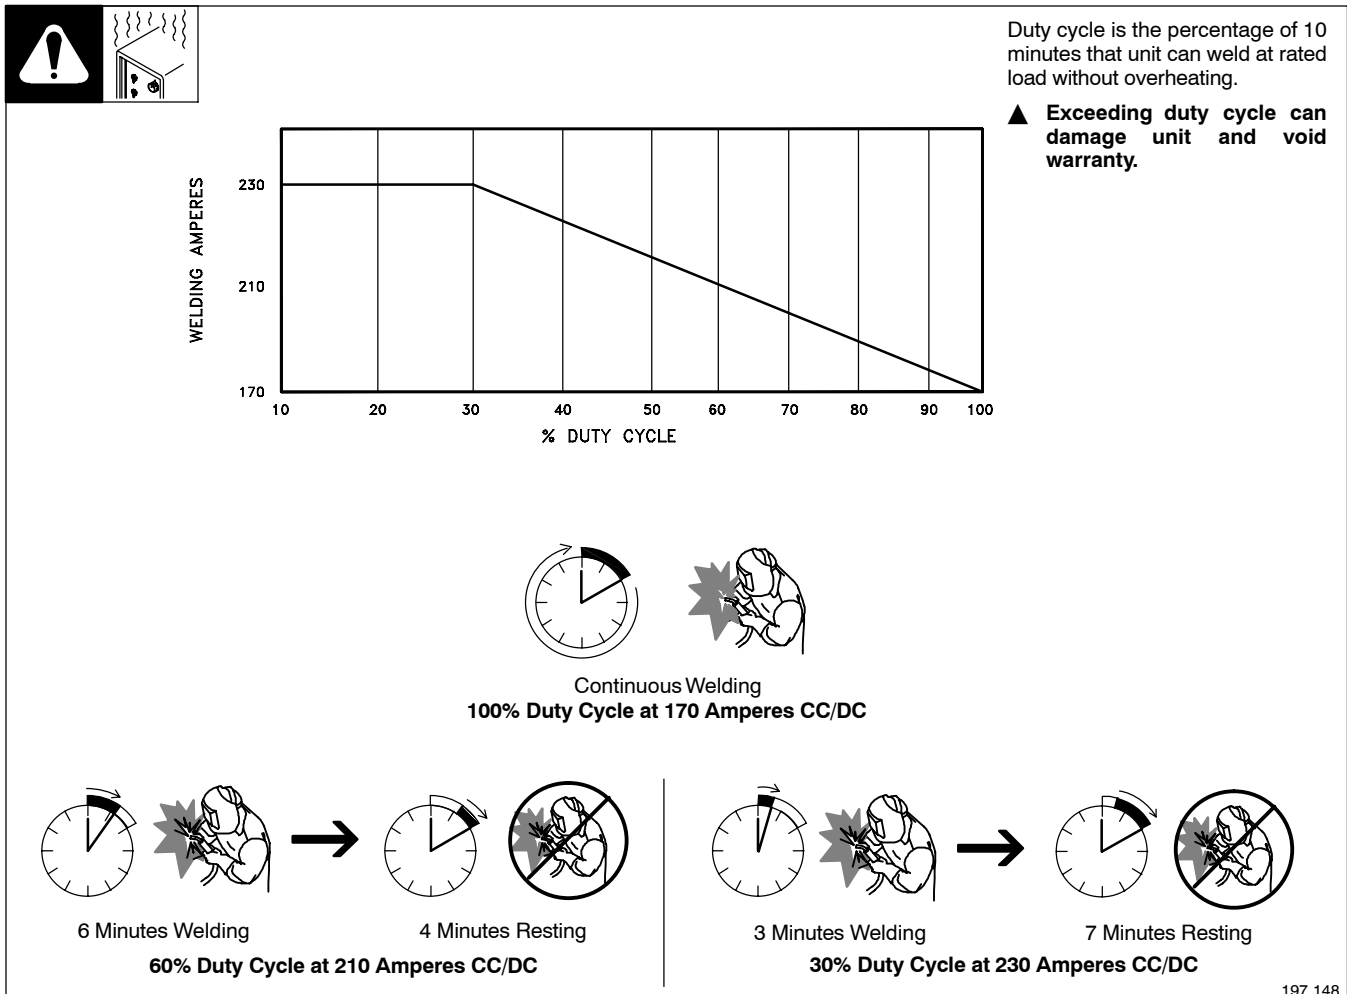 Duty cycle is the percentage of 10
minutes that unit can weld at rated
load without overheating.
▲ Exceeding duty cycle can
damage unit and void
warranty.
WELDING AMPERES
230
210
170
10 20 30 40 50 60 70 80 90 100
% DUTY CYCLE
Continuous Welding
100% Duty Cycle at 170 Amperes CC/DC
6 Minutes Welding
4 Minutes Resting
60% Duty Cycle at 210 Amperes CC/DC
3 Minutes Welding
7 Minutes Resting
30% Duty Cycle at 230 Amperes CC/DC
197 148